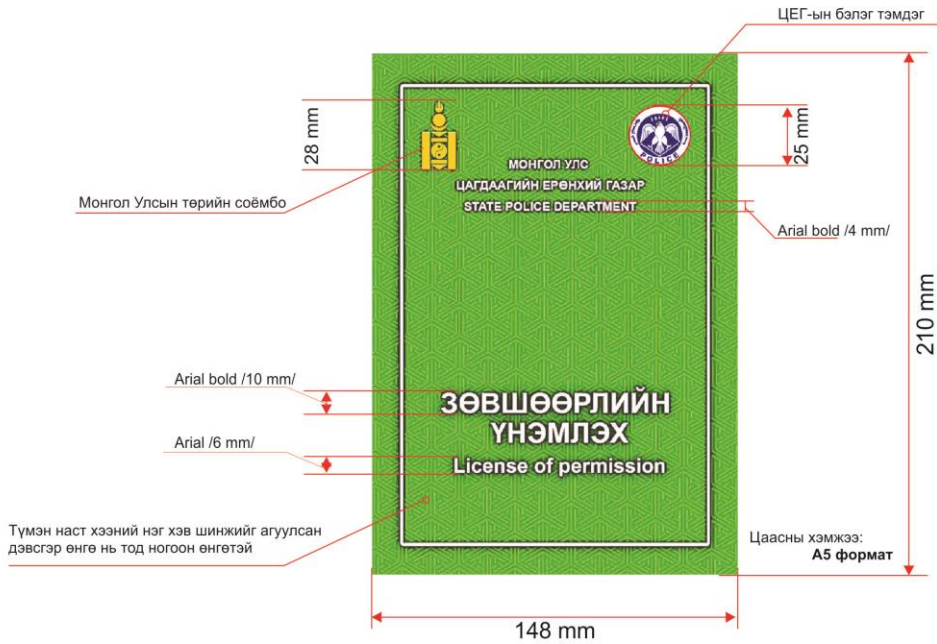 ЦЕГ-ын бэлэг тэмдэг
28 mm
25 mm
POLICE
МОНГОЛ УЛС
ЦАГДААГИЙН ЕРӨНХИЙ ГАЗАР
STATE POLICE DEPARTMENT
Монгол Улсын төрийн соёмбо
Arial bold /4 mm/
210 mm
Arial bold /10 mm/
ЗӨВШӨӨРЛИЙН
ҮНЭМЛЭХ
Arial /6 mm/
License of permission
Түмэн наст хээний нэг хэв шинжийг агуулсан
дэвсгэр өнгө нь тод ногоон өнгөтэй
Цаасны хэмжээ:
А5 формат
148 mm